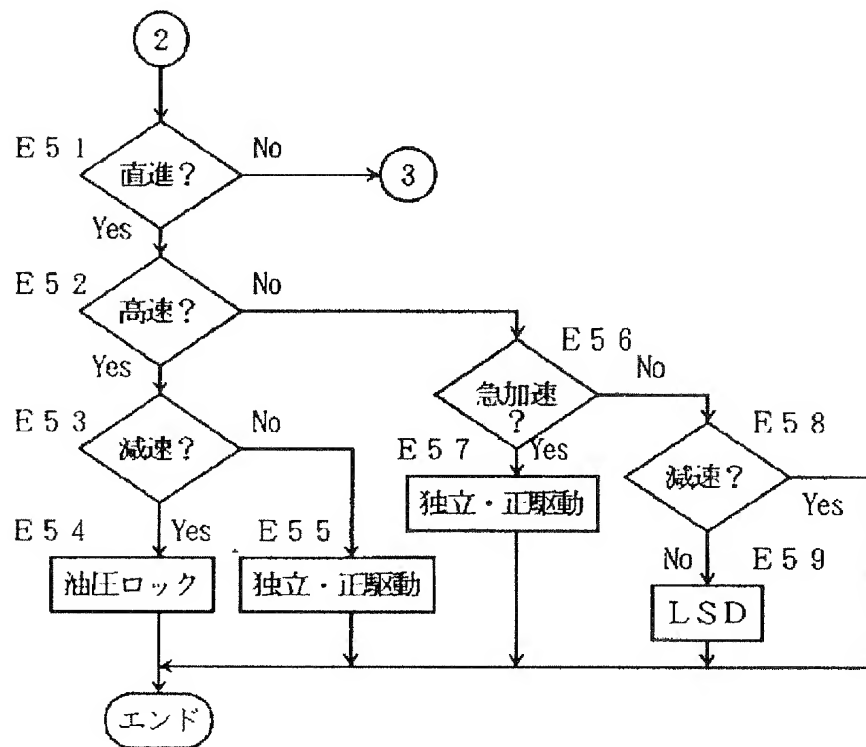 2
E51
直進?
No
3
Yes
E52
高速?
No
Yes
E56
急加速
?
No
E53
減速?
No
E57
Yes
E58
減速?
Yes
独立・正駆動
E54
Yes
E55
油圧ロック
独立・正駆動
No
E59
LSD
エンド